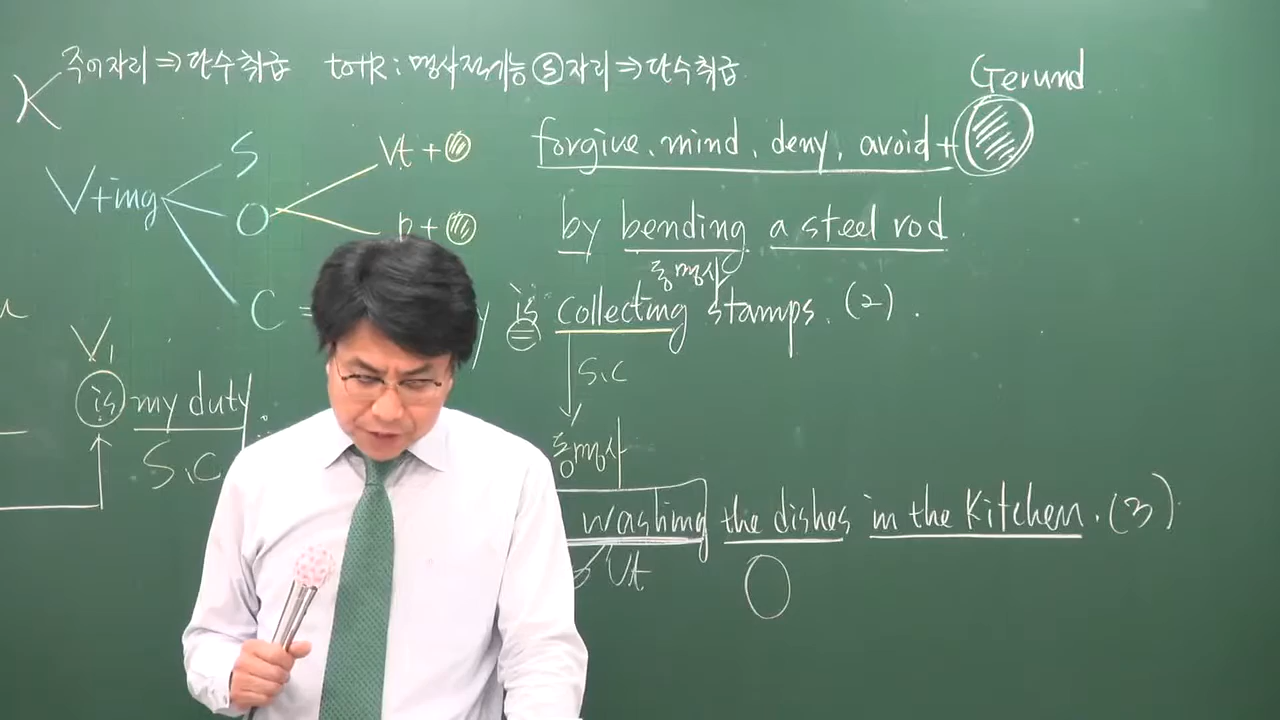 주어자리 ⇒ 단수취급 to+R : 명사적기능 Ⓢ자리 ⇒ 단수취급
Gerund
K
forgive, mind, deny, avoid +
S
Vt +
V+ing
O
p +
by bending a steel rod
동명사
C =
is collecting stamps. (2).
=
V₁
S.C
is my duty.
동명사
S.C
washing the dishes in the kitchen. (3)
Vt
O